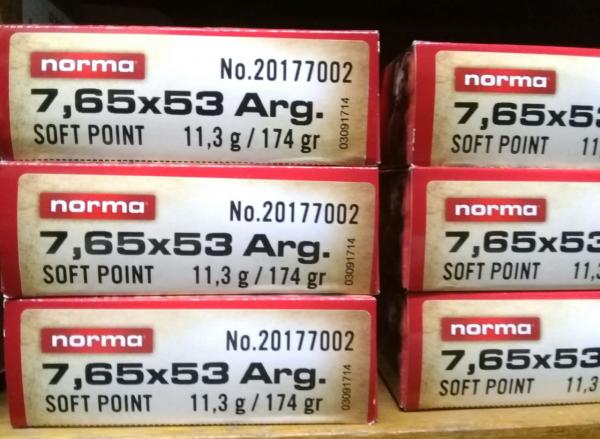 norma
No.20177002
7,65x53 Arg.
SOFT POINT 11,3 g / 174 gr
03091714
norma
No.20177002
7,65x53 Arg.
SOFT POINT 11,3 g / 174 gr
03091714
norma
No.20177002
7,65x53 Arg.
SOFT POINT 11,3 g / 174 gr
03091714
norma
7,65x53
SOFT POINT 11
norma
7,65x53
SOFT POINT 11,3
norma
7,65x53
SOFT POINT 11,3